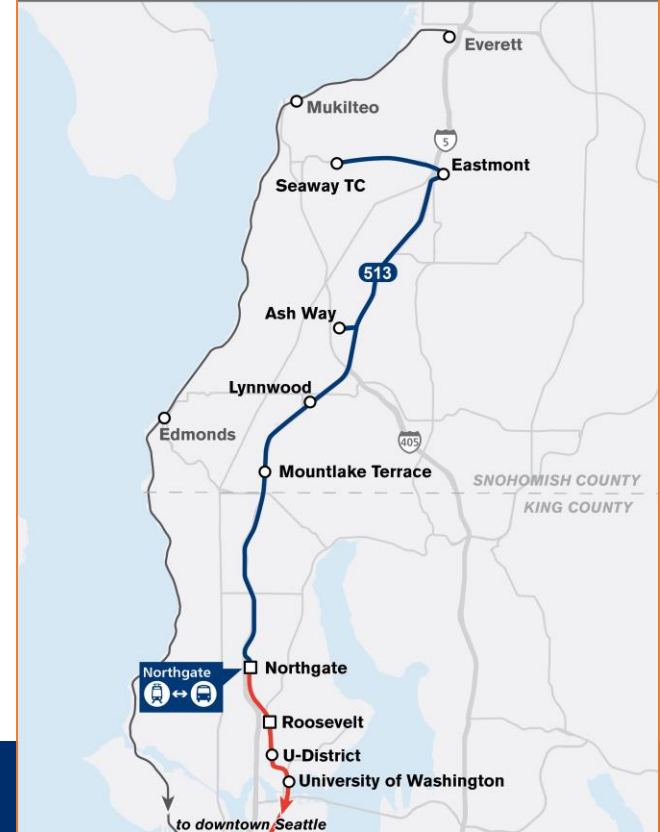 Everett
Mukilteo
5
Eastmont
Seaway TC
513
Ash Way
Lynnwood
Edmonds
405
Mountlake Terrace
SNOHOMISH COUNTY
KING COUNTY
Northgate
Northgate
Roosevelt
U-District
University of Washington
to downtown Seattle